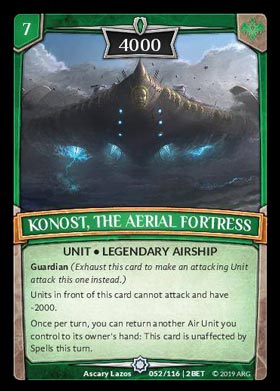 7
4000
KONOST, THE AERIAL FORTRESS
UNIT • LEGENDARY AIRSHIP
Guardian (Exhaust this card to make an attacking Unit
attack this one instead.)
Units in front of this card cannot attack and have
-2000.
Once per turn, you can return another Air Unit you
control to its owner's hand: This card is unaffected by
Spells this turn.
Ascary Lazos 052/116 | 2BET © 2019 ARG